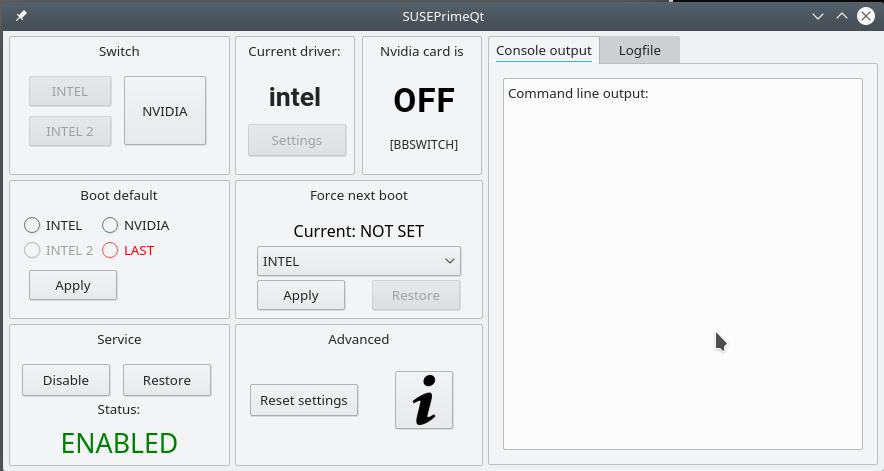 SUSEPrimeQt
Switch
INTEL
INTEL 2
NVIDIA
Current driver:
intel
Settings
Nvidia card is
OFF
[BBSWITCH]
Boot default
INTEL
NVIDIA
INTEL 2
LAST
Apply
Force next boot
Current: NOT SET
INTEL
Apply
Restore
Service
Disable
Restore
Status:
ENABLED
Advanced
Reset settings
i
Console output
Logfile
Command line output: